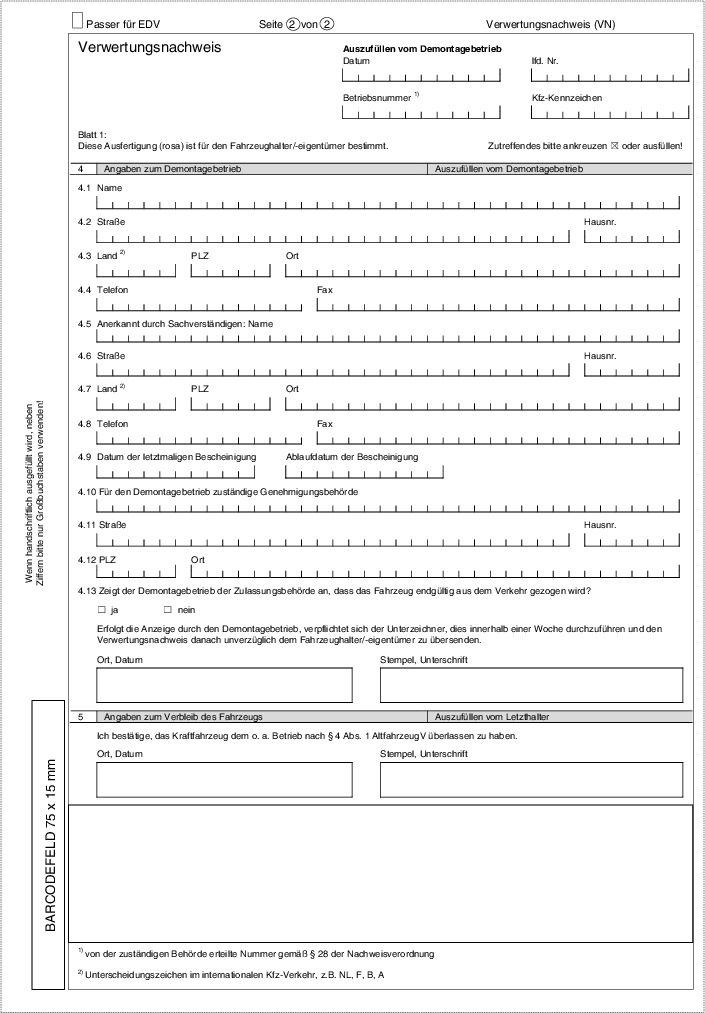 Passer für EDV Seite 2 von 2 Verwertungsnachweis (VN)
Verwertungsnachweis
Auszufüllen vom Demontagebetrieb
Datum lfd. Nr.
Betriebsnummer 1) Kfz-Kennzeichen
Blatt 1:
Diese Ausfertigung (rosa) ist für den Fahrzeughalter/-eigentümer bestimmt. Zutreffendes bitte ankreuzen ☒ oder ausfüllen!
4 Angaben zum Demontagebetrieb Auszufüllen vom Demontagebetrieb
4.1 Name
4.2 Straße Hausnr.
4.3 Land 2) PLZ Ort
4.4 Telefon Fax
4.5 Anerkannt durch Sachverständigen: Name
4.6 Straße Hausnr.
4.7 Land 2) PLZ Ort
4.8 Telefon Fax
4.9 Datum der letztmaligen Bescheinigung Ablaufdatum der Bescheinigung
4.10 Für den Demontagebetrieb zuständige Genehmigungsbehörde
4.11 Straße Hausnr.
4.12 PLZ Ort
4.13 Zeigt der Demontagebetrieb der Zulassungsbehörde an, dass das Fahrzeug endgültig aus dem Verkehr gezogen wird?
☐ ja ☐ nein
Erfolgt die Anzeige durch den Demontagebetrieb, verpflichtet sich der Unterzeichner, dies innerhalb einer Woche durchzuführen und den
Verwertungsnachweis danach unverzüglich dem Fahrzeughalter/-eigentümer zu übersenden.
Ort, Datum Stempel, Unterschrift
5 Angaben zum Verbleib des Fahrzeugs Auszufüllen vom Letzthalter
Ich bestätige, das Kraftfahrzeug dem o. a. Betrieb nach § 4 Abs. 1 AltfahrzeugV überlassen zu haben.
Ort, Datum Stempel, Unterschrift
1) von der zuständigen Behörde erteilte Nummer gemäß § 28 der Nachweisverordnung
2) Unterscheidungszeichen im internationalen Kfz-Verkehr, z.B. NL, F, B, A
Wenn handschriftlich ausgefüllt wird, neben
Ziffern bitte nur Großbuchstaben verwenden!
BARCODEFELD 75 x 15 mm